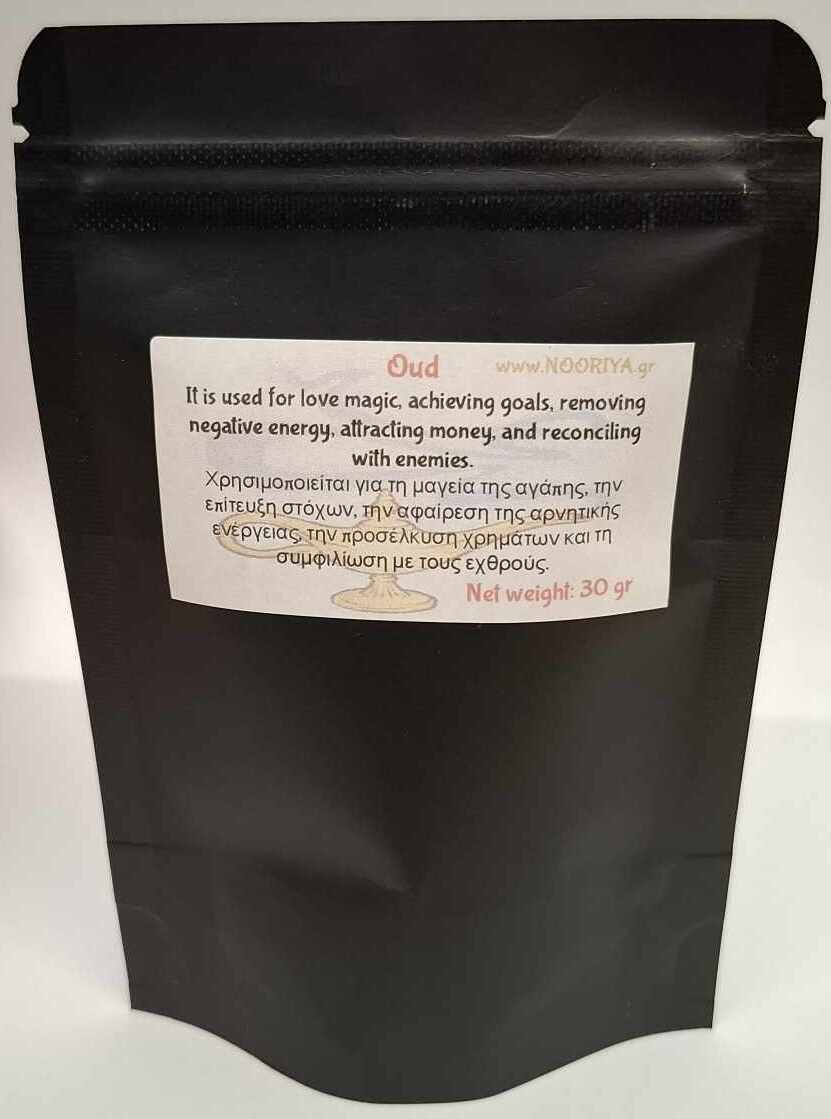 Oud www.NOORIYA.gr
It is used for love magic, achieving goals, removing
negative energy, attracting money, and reconciling
with enemies.
Χρησιμοποιείται για τη μαγεία της αγάπης, την
επίτευξη στόχων, την αφαίρεση της αρνητικής
ενέργειας, την προσέλκυση χρημάτων και τη
συμφιλίωση με τους εχθρούς.
Net weight: 30 gr